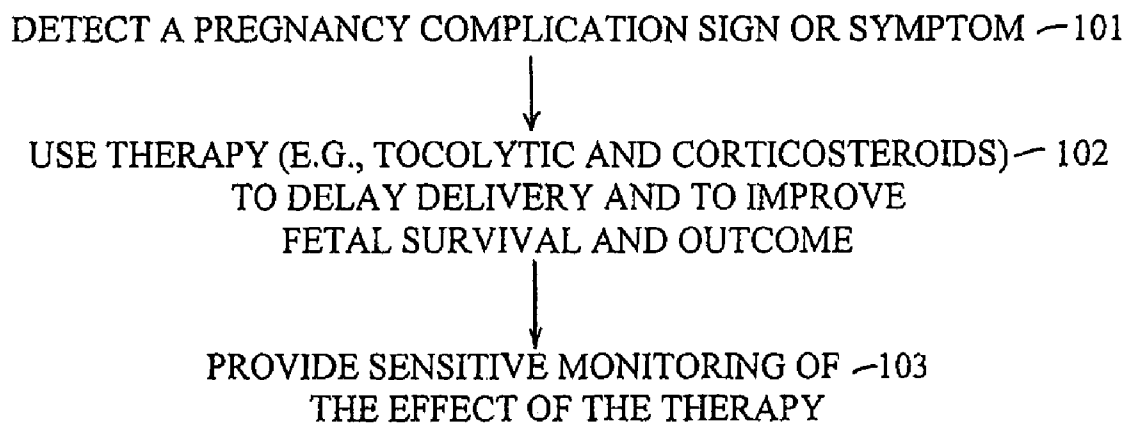 DETECT A PREGNANCY COMPLICATION SIGN OR SYMPTOM 101
USE THERAPY (E.G., TOCOLYTIC AND CORTICOSTEROIDS) 102
TO DELAY DELIVERY AND TO IMPROVE
FETAL SURVIVAL AND OUTCOME
PROVIDE SENSITIVE MONITORING OF 103
THE EFFECT OF THE THERAPY